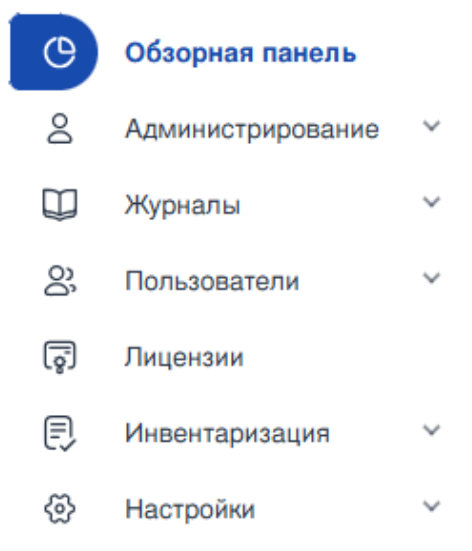 Обзорная панель
Администрирование
Журналы
Пользователи
Лицензии
Инвентаризация
Настройки